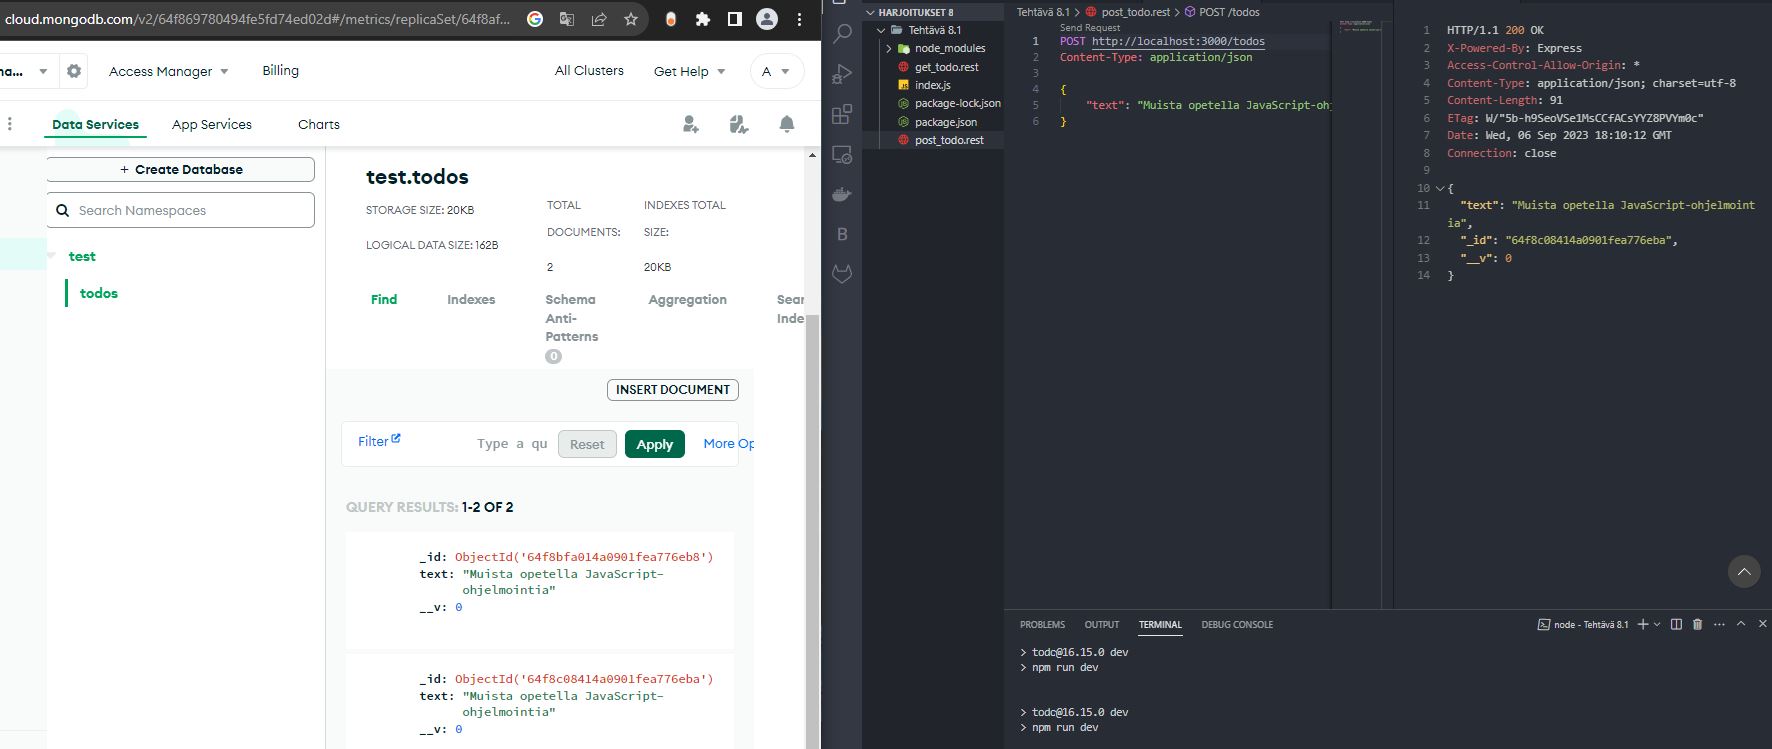 cloud.mongodb.com/v2/64f869780494fe5fd74ed02d#/metrics/replicaSet/64f8af...
na...
Access Manager
Billing
All Clusters
Get Help
A
Data Services
App Services
Charts
+ Create Database
Search Namespaces
test
todos
test.todos
STORAGE SIZE: 20KB
LOGICAL DATA SIZE: 162B
TOTAL
DOCUMENTS:
2
INDEXES TOTAL
SIZE:
20KB
Find
Indexes
Schema
Anti-
Patterns
0
Aggregation
Sear
Inde
INSERT DOCUMENT
Filter
Type a qu
Reset
Apply
More Op
QUERY RESULTS: 1-2 OF 2
_id: ObjectId('64f8bfa014a0901fea776eb8')
text: "Muista opetella JavaScript-
ohjelmointia"
__v: 0
_id: ObjectId('64f8c08414a0901fea776eba')
text: "Muista opetella JavaScript-
ohjelmointia"
__v: 0
HARJOITUKSET 8
Tehtävä 8.1
node_modules
get_todo.rest
JS index.js
package-lock.json
package.json
post_todo.rest
B
Tehtävä 8.1 > post_todo.rest > POST /todos
Send Request
1 POST http://localhost:3000/todos
2 Content-Type: application/json
3
4 {
5 "text": "Muista opetella JavaScript-oh
6 }
1 HTTP/1.1 200 OK
2 X-Powered-By: Express
3 Access-Control-Allow-Origin: *
4 Content-Type: application/json; charset=utf-8
5 Content-Length: 91
6 ETag: W/"5b-h9SeoVSe1MsCCfACsYYZ8PVYm0c"
7 Date: Wed, 06 Sep 2023 18:10:12 GMT
8 Connection: close
9
10 {
11 "text": "Muista opetella JavaScript-ohjelmoint
ia",
12 "_id": "64f8c08414a0901fea776eba",
13 "__v": 0
14 }
PROBLEMS
OUTPUT
TERMINAL
DEBUG CONSOLE
node - Tehtävä 8.1
> todo@16.15.0 dev
> npm run dev
> todo@16.15.0 dev
> npm run dev